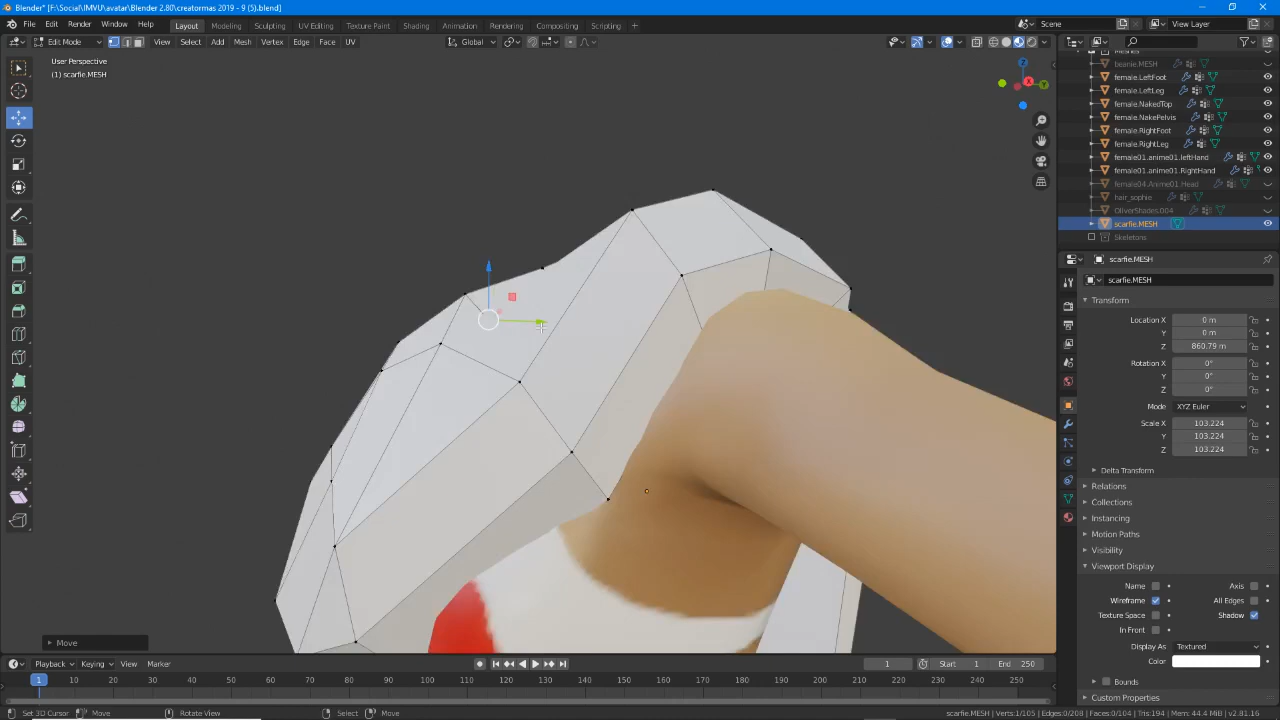 Blender* [F:\Social\IMVU\avatar\Blender 2.80\creatormas 2019 - 9 (5).blend]
File Edit Render Window Help Layout Modeling Sculpting UV Editing Texture Paint Shading Animation Rendering Compositing Scripting + Scene View Layer
Edit Mode View Select Add Mesh Vertex Edge Face UV Global
User Perspective
(1) scarfie.MESH
beanie.MESH
female.LeftFoot
female.LeftLeg
female.NakedTop
female.NakePelvis
female.RightFoot
female.RightLeg
female01.anime01.leftHand
female01.anime01.RightHand
female04.Anime01.Head
hair_sophie
OliverShades.004
scarfie.MESH
Skeletons
scarfie.MESH
scarfie.MESH
Transform
Location X 0 m
Y 0 m
Z 860.79 m
Rotation X 0°
Y 0°
Z 0°
Mode XYZ Euler
Scale X 103.224
Y 103.224
Z 103.224
Delta Transform
Relations
Collections
Instancing
Motion Paths
Visibility
Viewport Display
Name Axis
Wireframe All Edges
Texture Space Shadow
In Front
Display As Textured
Color
Bounds
Custom Properties
X
Y
Z
Move
Playback Keying View Marker 1 Start 1 End 250
1 10 20 30 40 50 60 70 80 90 100 110 120 130 140 150 160 170 180 190 200 210 220 230 240 250
Set 3D Cursor Move Rotate View Select Move scarfie.MESH | Verts:1/105 | Edges:0/208 | Faces:0/104 | Tris:194 | Mem: 44.4 MiB | v2.81.16